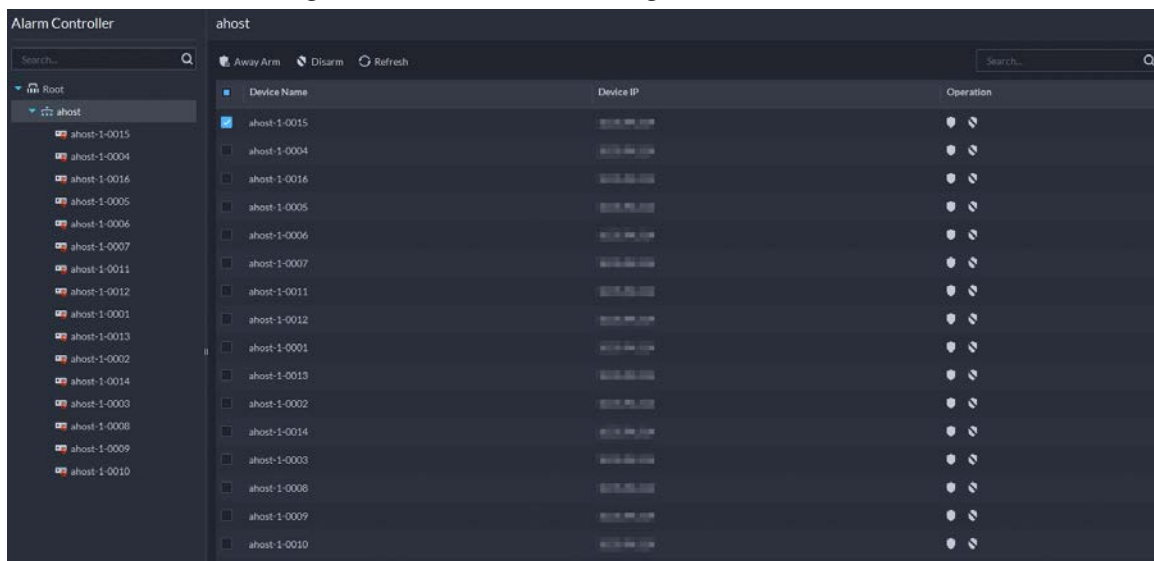 Alarm Controller
Search...
Root
ahost
ahost-1-0015
ahost-1-0004
ahost-1-0016
ahost-1-0005
ahost-1-0006
ahost-1-0007
ahost-1-0011
ahost-1-0012
ahost-1-0001
ahost-1-0013
ahost-1-0002
ahost-1-0014
ahost-1-0003
ahost-1-0008
ahost-1-0009
ahost-1-0010
ahost
Away Arm Disarm Refresh Search...
Device Name Device IP Operation
ahost-1-0015
ahost-1-0004
ahost-1-0016
ahost-1-0005
ahost-1-0006
ahost-1-0007
ahost-1-0011
ahost-1-0012
ahost-1-0001
ahost-1-0013
ahost-1-0002
ahost-1-0014
ahost-1-0003
ahost-1-0008
ahost-1-0009
ahost-1-0010